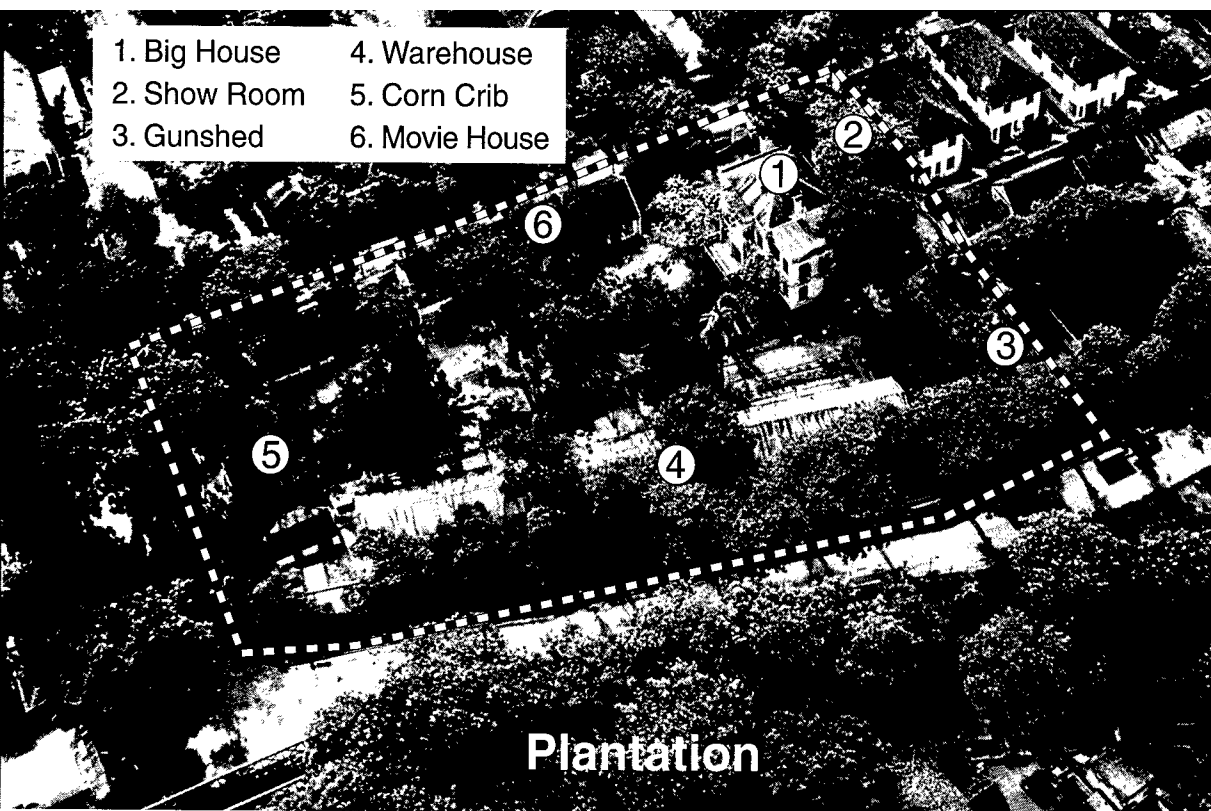 1. Big House
2. Show Room
3. Gunshed
4. Warehouse
5. Corn Crib
6. Movie House
2
1
6
3
5
4
Plantation